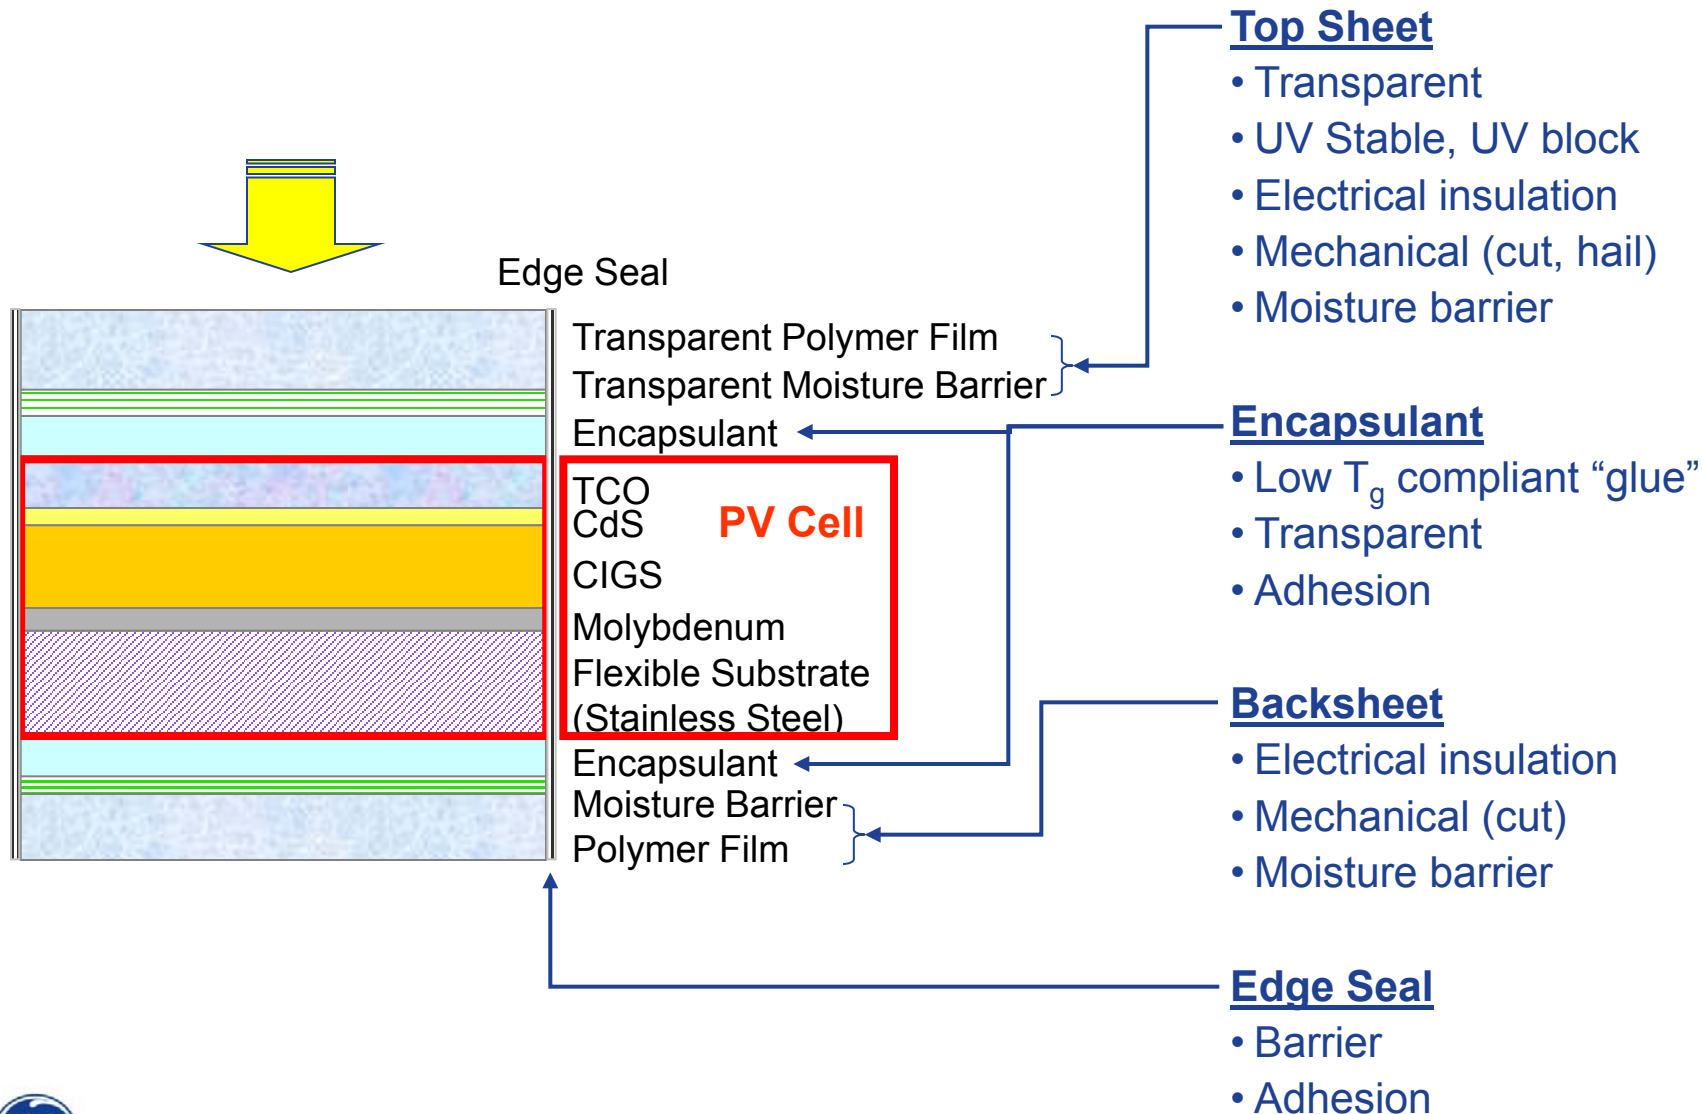 Edge Seal
Transparent Polymer Film
Transparent Moisture Barrier
Encapsulant
TCO
CdS
PV Cell
CIGS
Molybdenum
Flexible Substrate
(Stainless Steel)
Encapsulant
Moisture Barrier
Polymer Film
Top Sheet
• Transparent
• UV Stable, UV block
• Electrical insulation
• Mechanical (cut, hail)
• Moisture barrier
Encapsulant
• Low Tg compliant “glue”
• Transparent
• Adhesion
Backsheet
• Electrical insulation
• Mechanical (cut)
• Moisture barrier
Edge Seal
• Barrier
• Adhesion